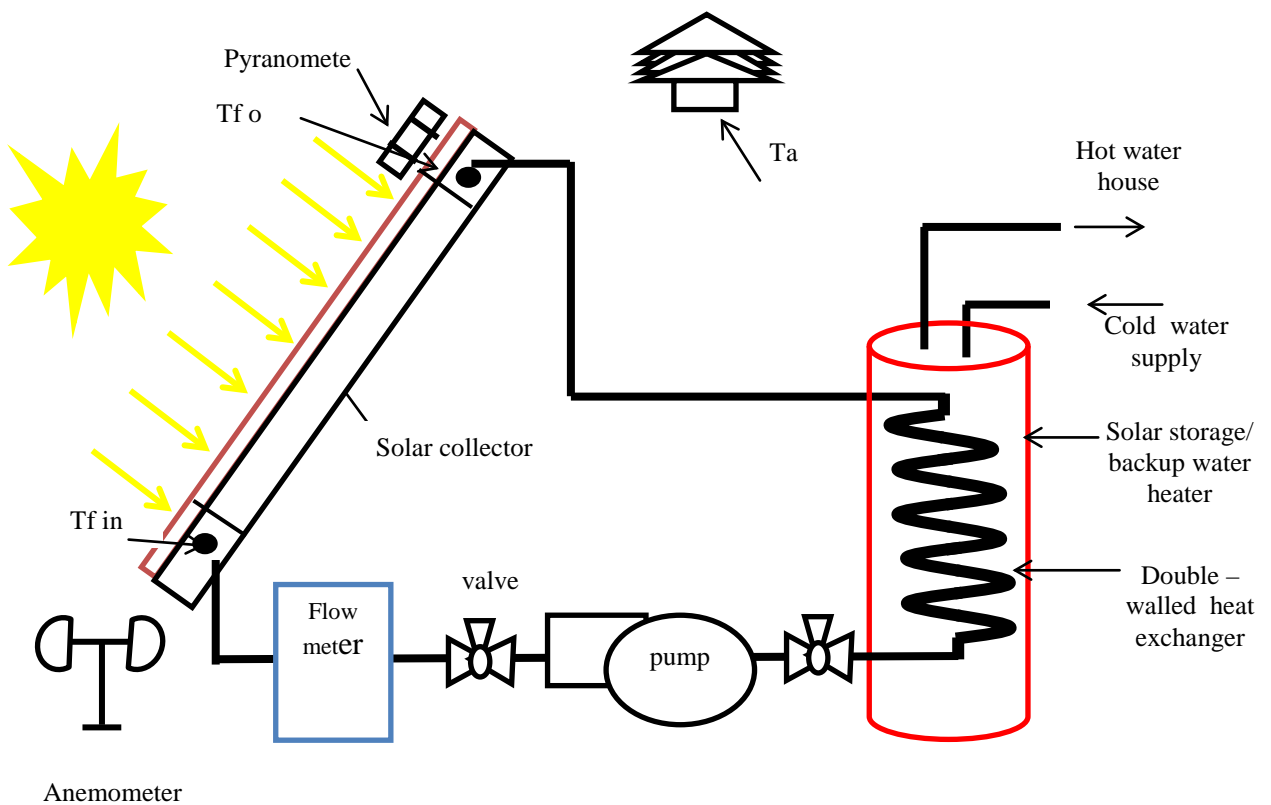 Pyranomete
Tf o
Ta
Hot water
house
Cold water
supply
Solar collector
Solar storage/
backup water
heater
Tf in
valve
Flow
meter
pump
Double –
walled heat
exchanger
Anemometer